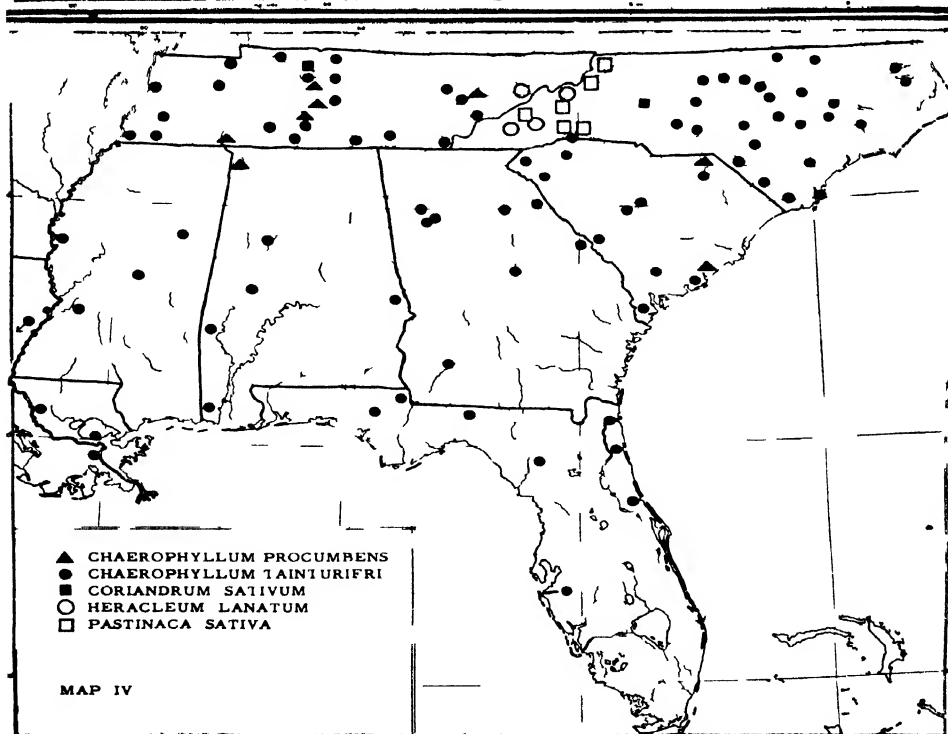 ▲ CHAEROPHYLLUM PROCUMBENS
● CHAEROPHYLLUM TAINTURIFRI
■ CORIANDRUM SATIVUM
○ HERACLEUM LANATUM
□ PASTINACA SATIVA
MAP IV